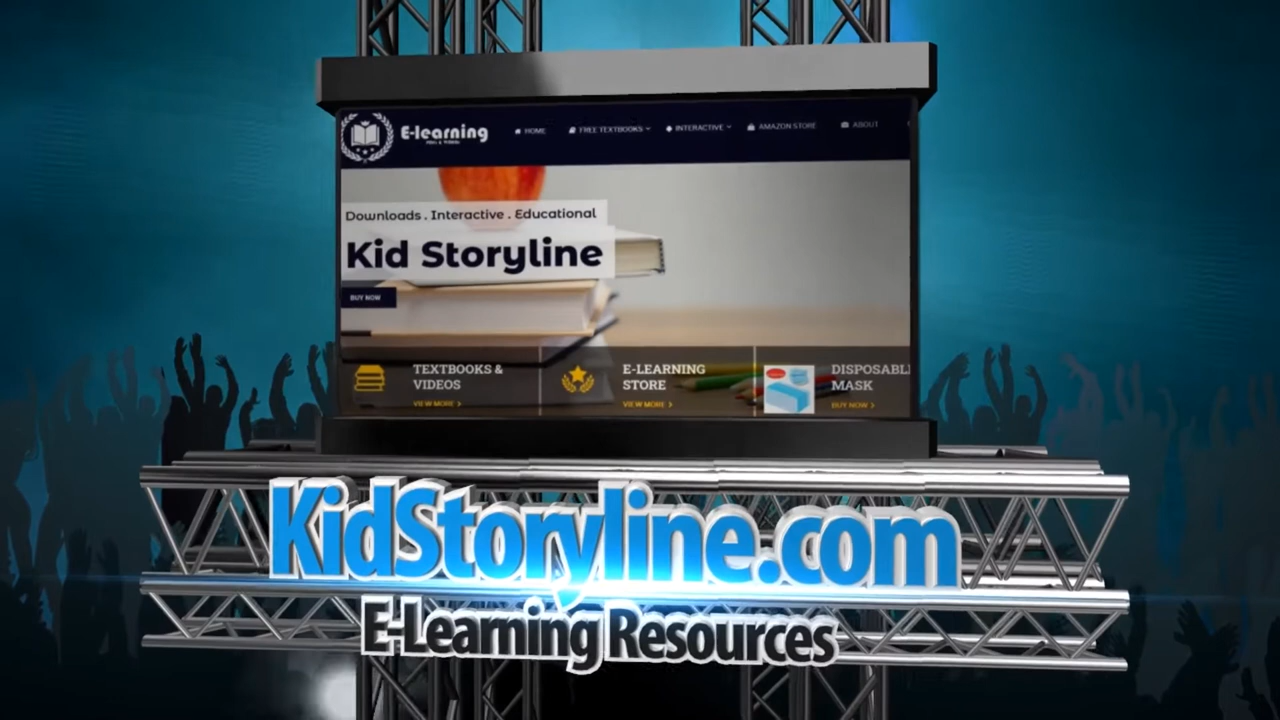 E-learning
HOME
FREE TEXTBOOKS
INTERACTIVE
AMAZON STORE
ABOUT
Downloads . Interactive . Educational
Kid Storyline
BUY NOW
TEXTBOOKS &
VIDEOS
VIEW MORE >
E-LEARNING
STORE
VIEW MORE >
DISPOSABL
MASK
BUY NOW >
KidStoryline.com
E-Learning Resources